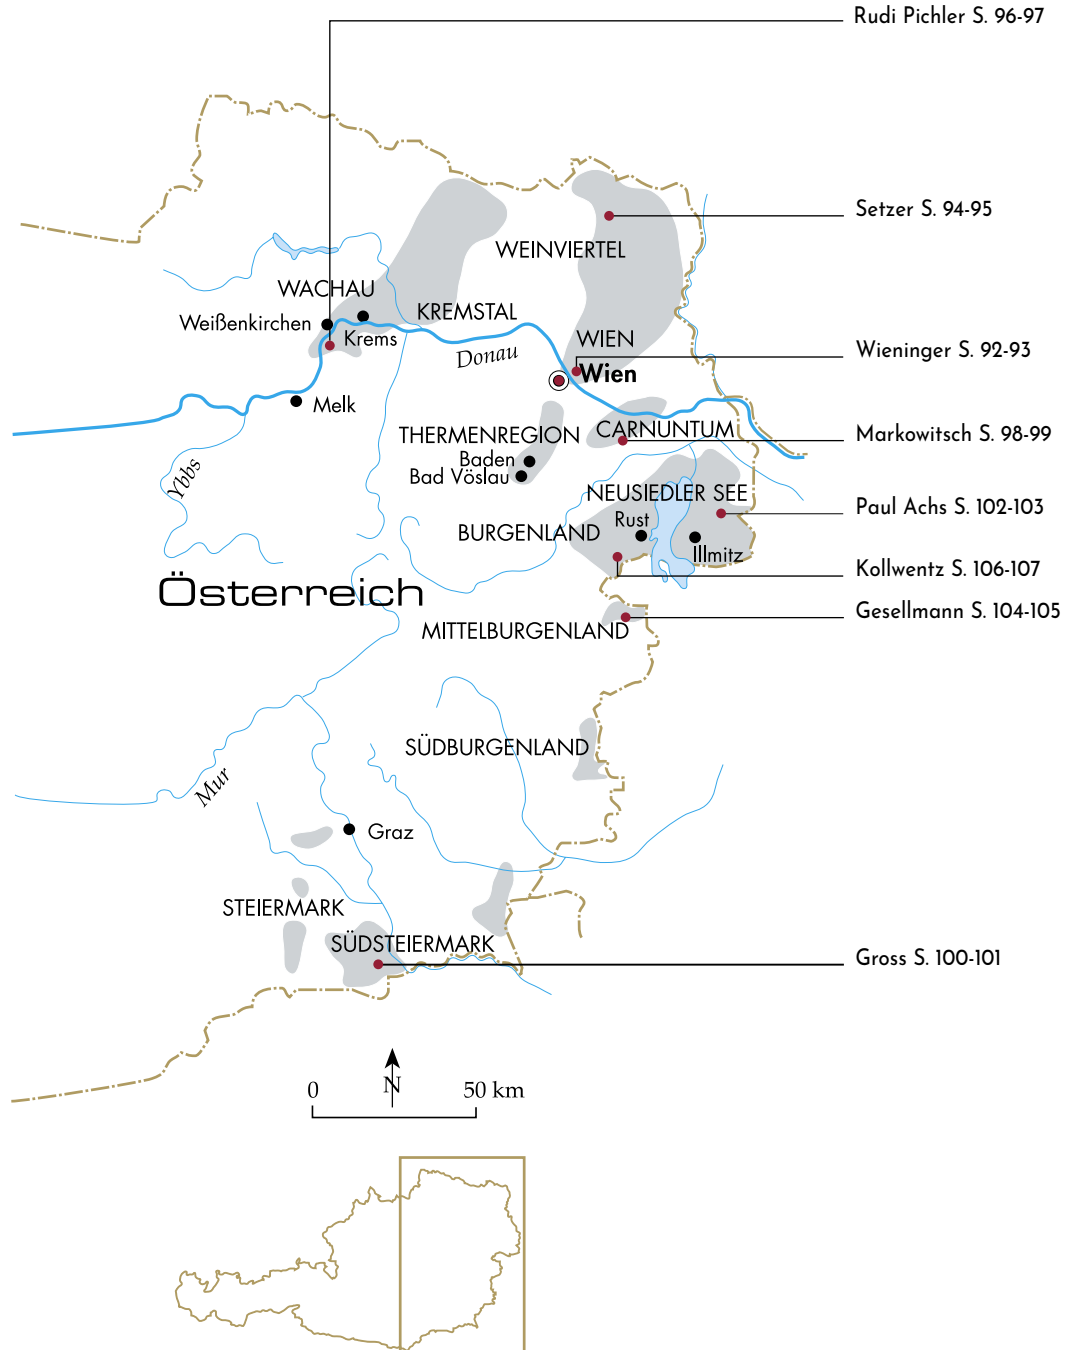 Rudi Pichler S. 96-97
Setzer S. 94-95
WEINVIERTEL
WACHAU
KREMSTAL
Weißenkirchen
Krems
WIEN
Donau
Wieninger S. 92-93
Wien
Melk
CARNUNTUM
THERMENREGION
Markowitsch S. 98-99
Baden
Bad Vöslau
Ybbs
NEUSIEDLER SEE
Paul Achs S. 102-103
Rust
BURGENLAND
Illmitz
Kollwentz S. 106-107
Österreich
Gesellmann S. 104-105
MITTELBURGENLAND
SÜDBURGENLAND
Mur
Graz
STEIERMARK
SÜDSTEIERMARK
Gross S. 100-101
N
0 50 km